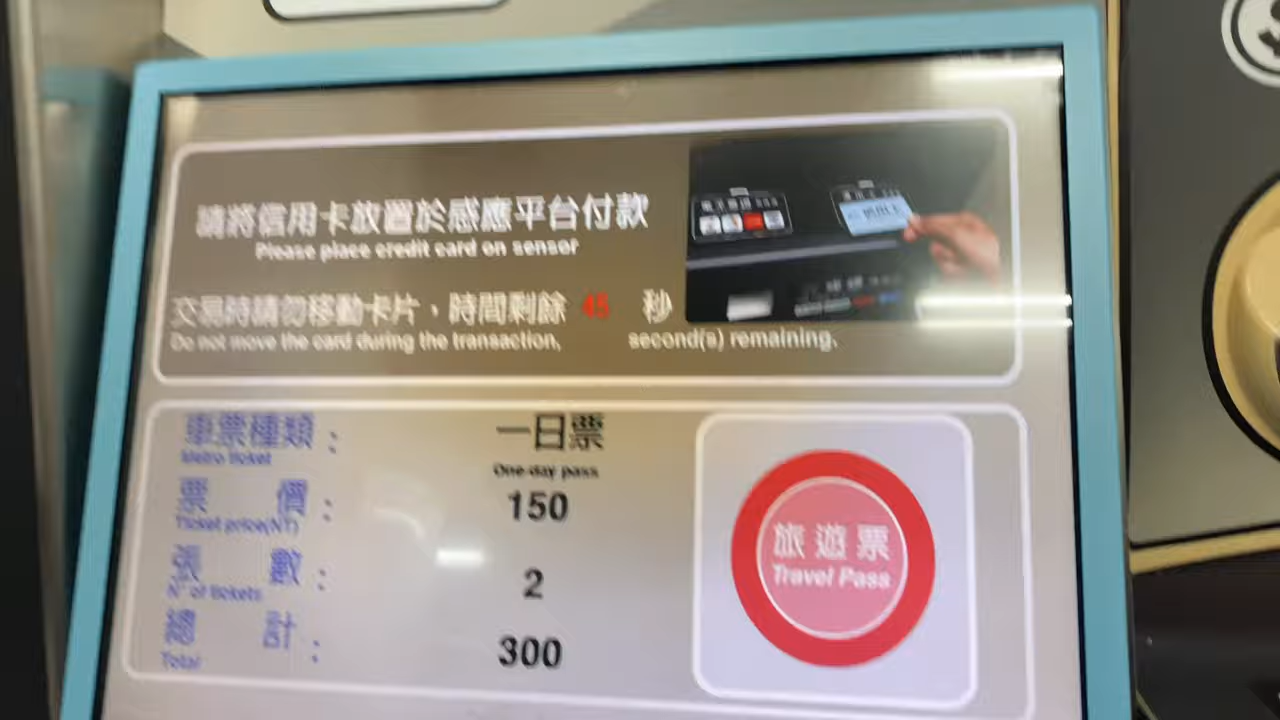 請將信用卡放置於感應平台付款
Please place credit card on sensor
交易時請勿移動卡片，時間剩餘 45 秒
Do not move the card during the transaction, second(s) remaining.
車票種類： 一日票
Metro ticket One-day pass
票價： 150
Ticket price(NT)
張數： 2
N° of tickets
總計： 300
Total
旅遊票
Travel Pass